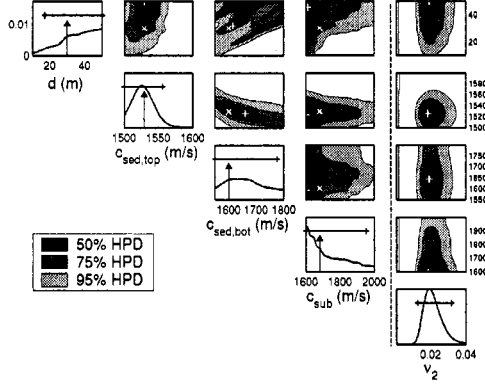 0.01
0
20 40
d (m)
20
40
1500 1550 1600
c_sed,top (m/s)
1580
1560
1540
1520
1500
1600 1700 1800
c_sed,bot (m/s)
1750
1700
1650
1600
1550
1600 1800 2000
c_sub (m/s)
1900
1800
1700
1600
50% HPD
75% HPD
95% HPD
0.02 0.04
ν_2